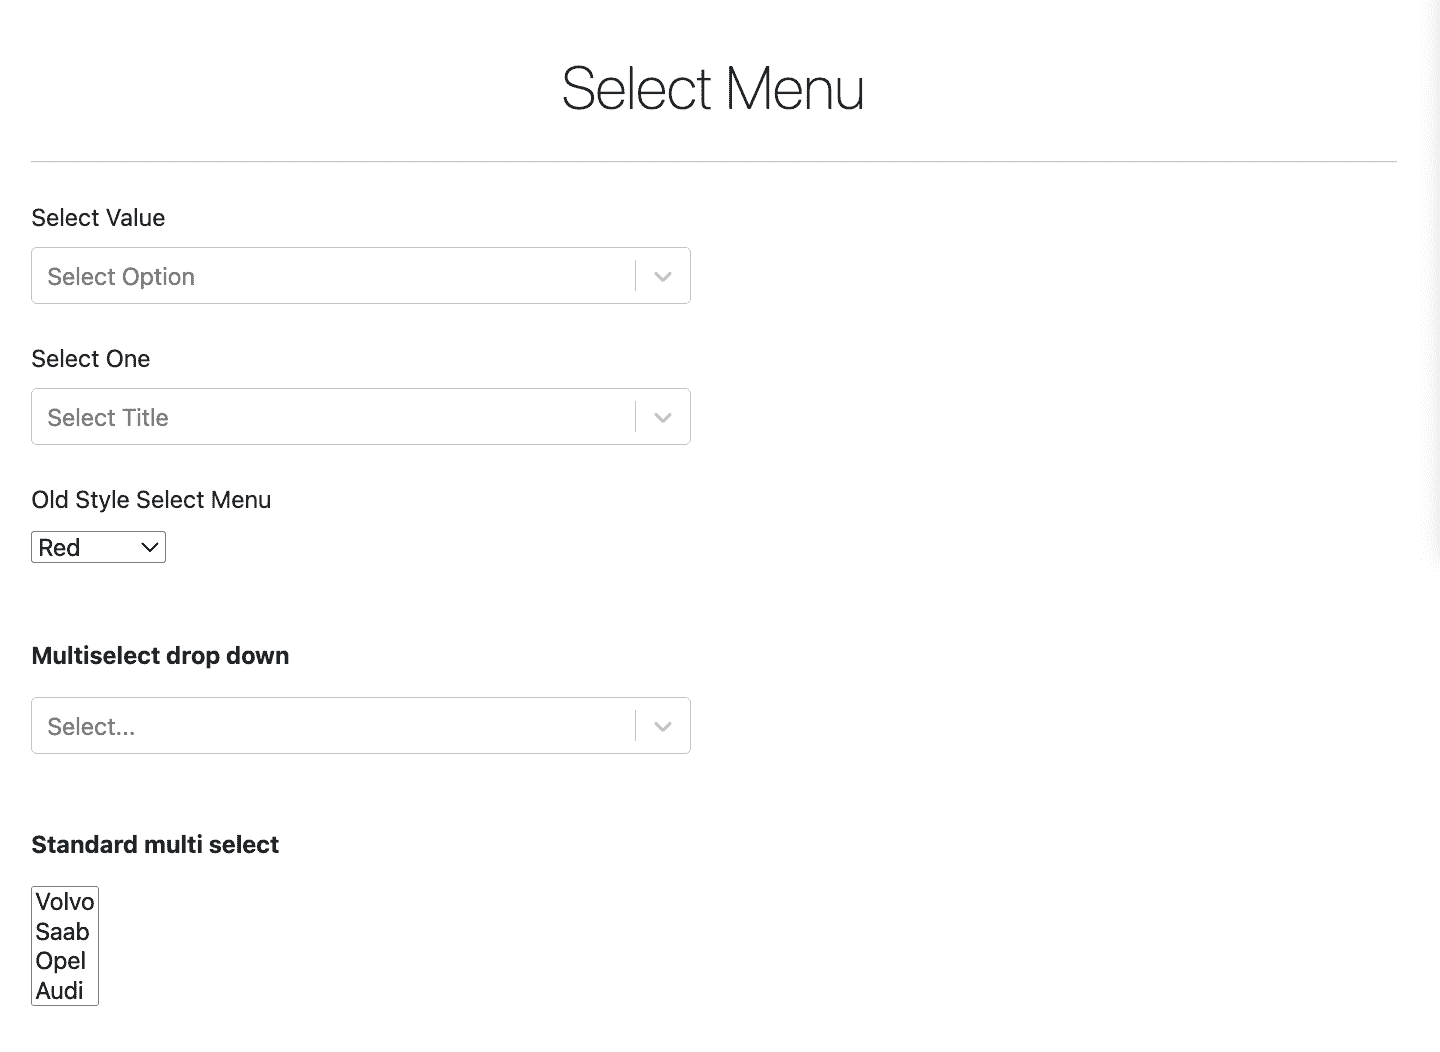 Select Menu
Select Value
Select Option
Select One
Select Title
Old Style Select Menu
Red
Multiselect drop down
Select...
Standard multi select
Volvo
Saab
Opel
Audi